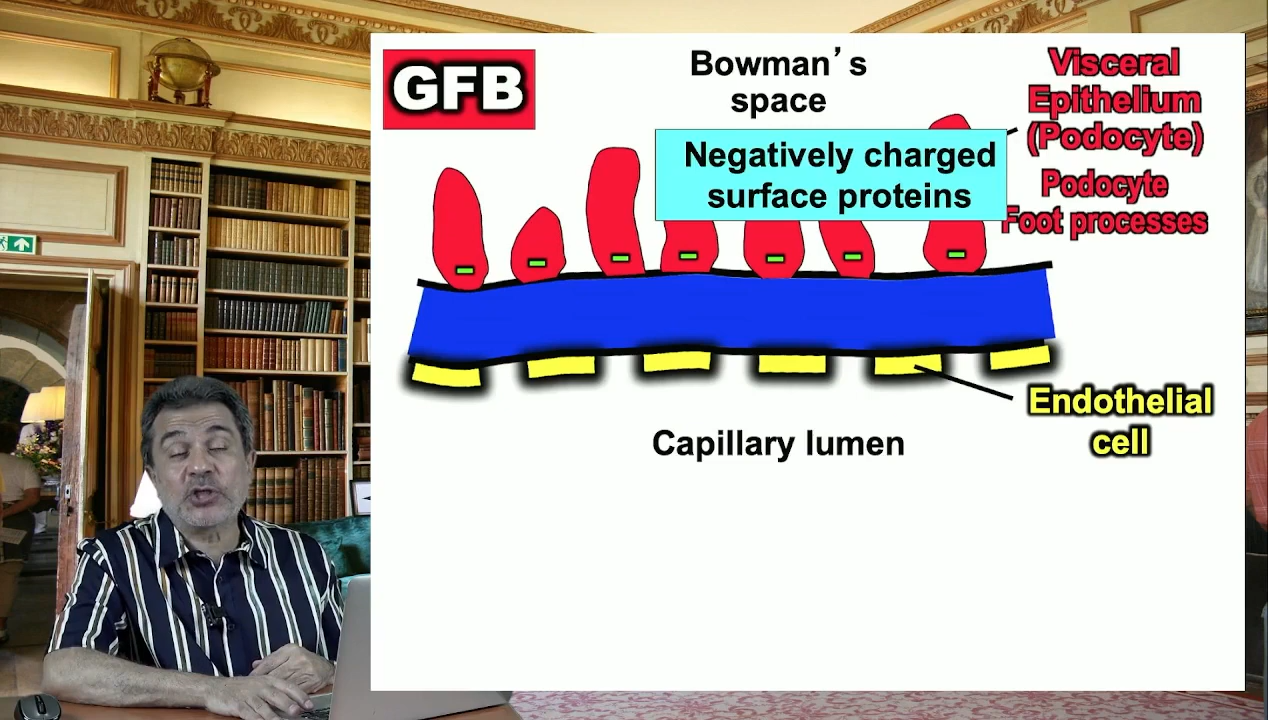 GFB
Bowman's
space
Visceral
Epithelium
(Podocyte)
Negatively charged
surface proteins
Podocyte
Foot processes
Endothelial
cell
Capillary lumen